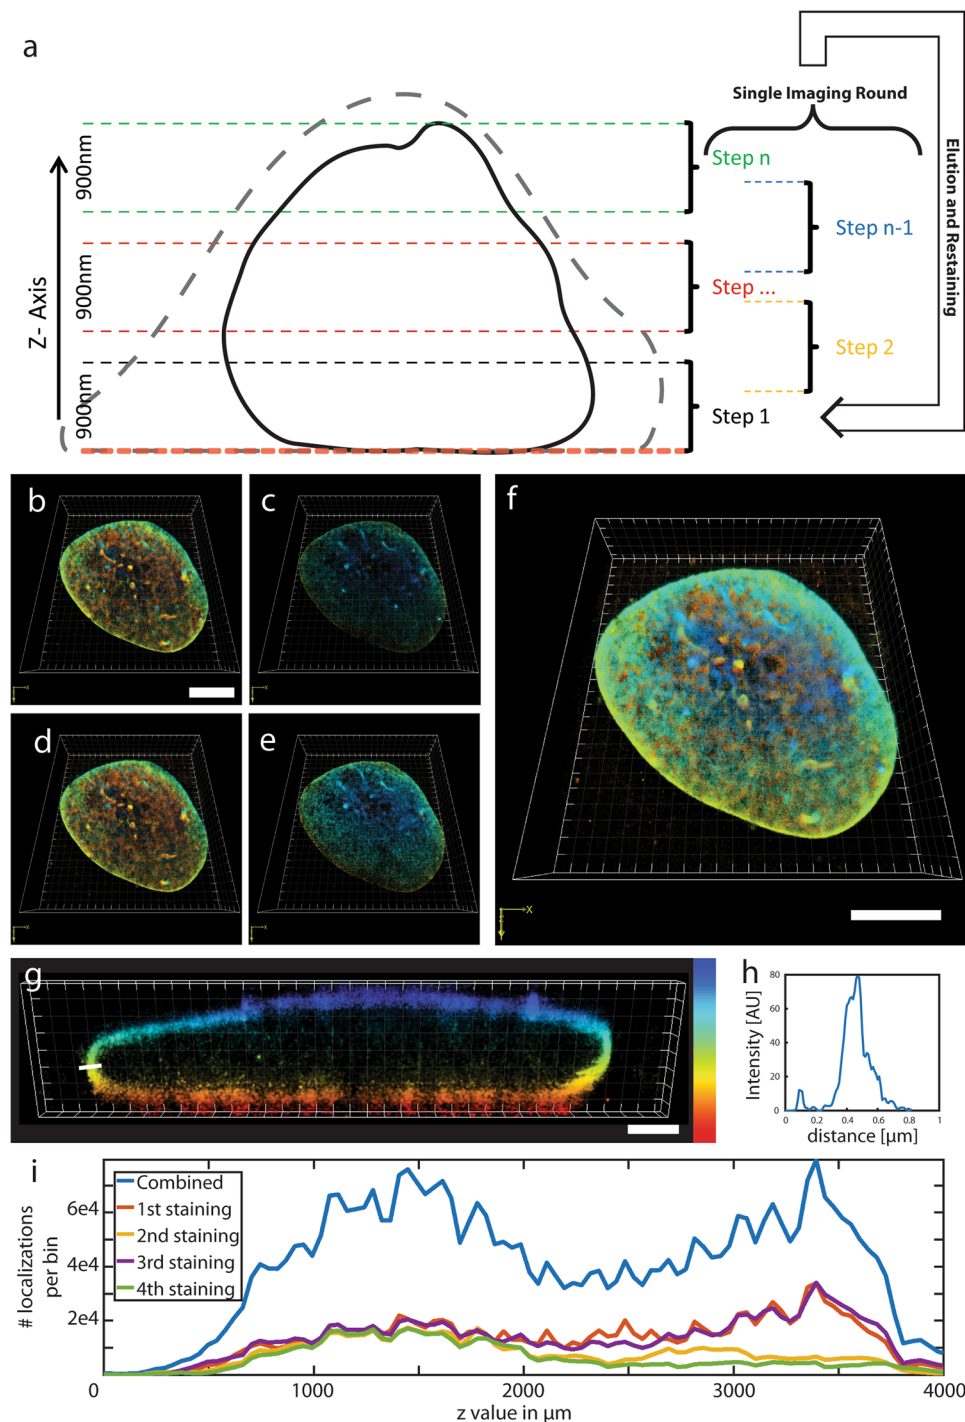 a
Single Imaging Round
Z- Axis
900nm
900nm
900nm
Step n
Step n-1
Step ...
Step 2
Step 1
Elution and Restaining
b
c
d
e
f
x
x
x
x
X
g
h
Intensity [AU]
80
60
40
20
0
0
0.2
0.4
0.6
0.8
1
distance [µm]
i
# localizations
per bin
6e4
4e4
2e4
Combined
1st staining
2nd staining
3rd staining
4th staining
0
1000
2000
3000
4000
z value in µm